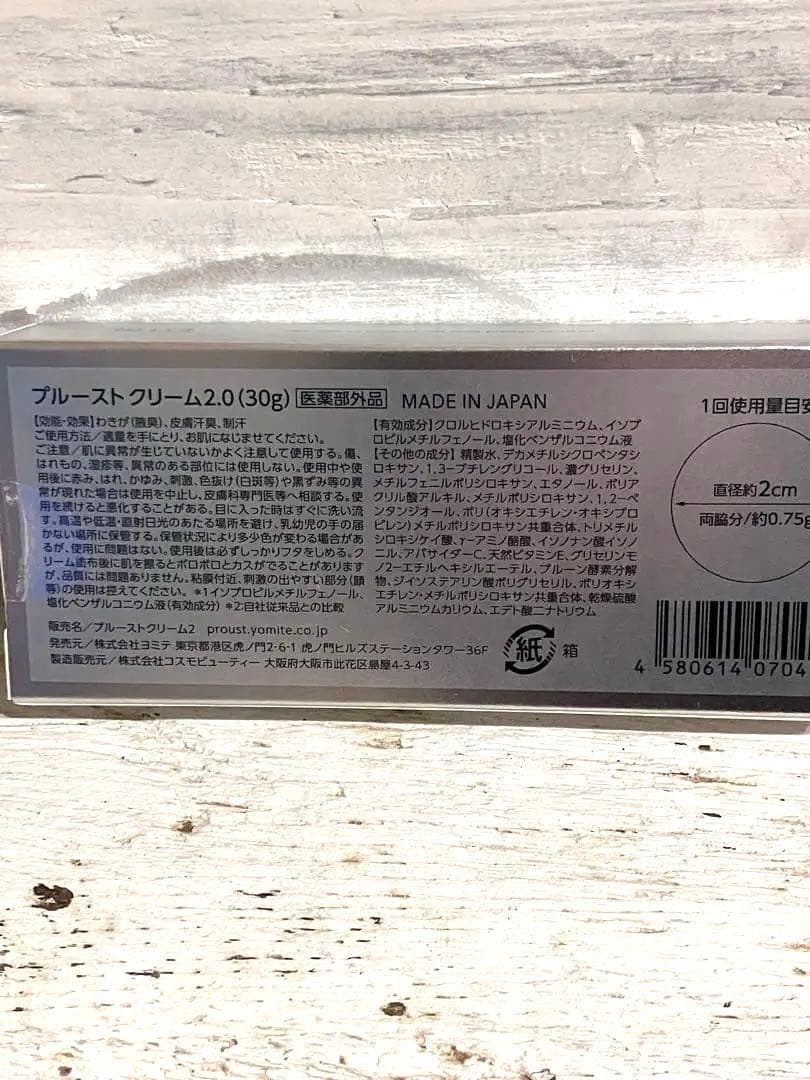 プルースト クリーム2.0(30g) 医薬部外品 MADE IN JAPAN
【効能・効果】わきが(腋臭)、皮膚汗臭、制汗
ご使用方法/適量を手にとり、お肌になじませてください。
ご注意/肌に異常が生じていないかよく注意して使用する。傷、
はれもの、湿疹等、異常のある部位には使用しない。使用中や使
用後に赤み、はれ、かゆみ、刺激、色抜け(白斑等)や黒ずみ等の異
常が現れた場合は使用を中止し、皮膚科専門医等へ相談する。使
用を続けると悪化することがある。目に入った時はすぐに洗い流
す。高温や低温・直射日光のあたる場所を避け、乳幼児の手の届
かない場所に保管する。保管状況により多少色が変わる場合があ
るが、使用に問題はない。使用後は必ずしっかりフタをしめる。ク
リーム塗布後に肌を擦るとポロポロとカスがでることがあります
が、品質には問題ありません。粘膜付近、刺激の出やすい部分(顔
等)の使用は控えてください。 *1イソプロピルメチルフェノール、
塩化ベンザルコニウム液(有効成分) *2:自社従来品との比較
【有効成分】クロルヒドロキシアルミニウム、イソプ
ロピルメチルフェノール、塩化ベンザルコニウム液
【その他の成分】精製水、デカメチルシクロペンタシ
ロキサン、1,3-ブチレングリコール、濃グリセリン、
メチルフェニルポリシロキサン、エタノール、ポリア
クリル酸アルキル、メチルポリシロキサン、1,2-ペ
ンタンジオール、ポリ(オキシエチレン・オキシプロ
ピレン)メチルポリシロキサン共重合体、トリメチル
シロキシケイ酸、γ-アミノ酪酸、イソノナン酸イソノ
ニル、アパサイダーC、天然ビタミンE、グリセリンモ
ノ2-エチルヘキシルエーテル、プルーン酵素分解
物、ジイソステアリン酸ポリグリセリル、ポリオキシ
エチレン・メチルポリシロキサン共重合体、乾燥硫酸
アルミニウムカリウム、エデト酸二ナトリウム
販売名/プルーストクリーム2 proust.yomite.co.jp
発売元/株式会社ヨミテ 東京都港区虎ノ門2-6-1 虎ノ門ヒルズステーションタワー36F
製造販売元/株式会社コスモビューティー 大阪府大阪市此花区島屋4-3-43
紙 箱
1回使用量目安
直径約2cm
両脇分/約0.75g
4 580614 0704